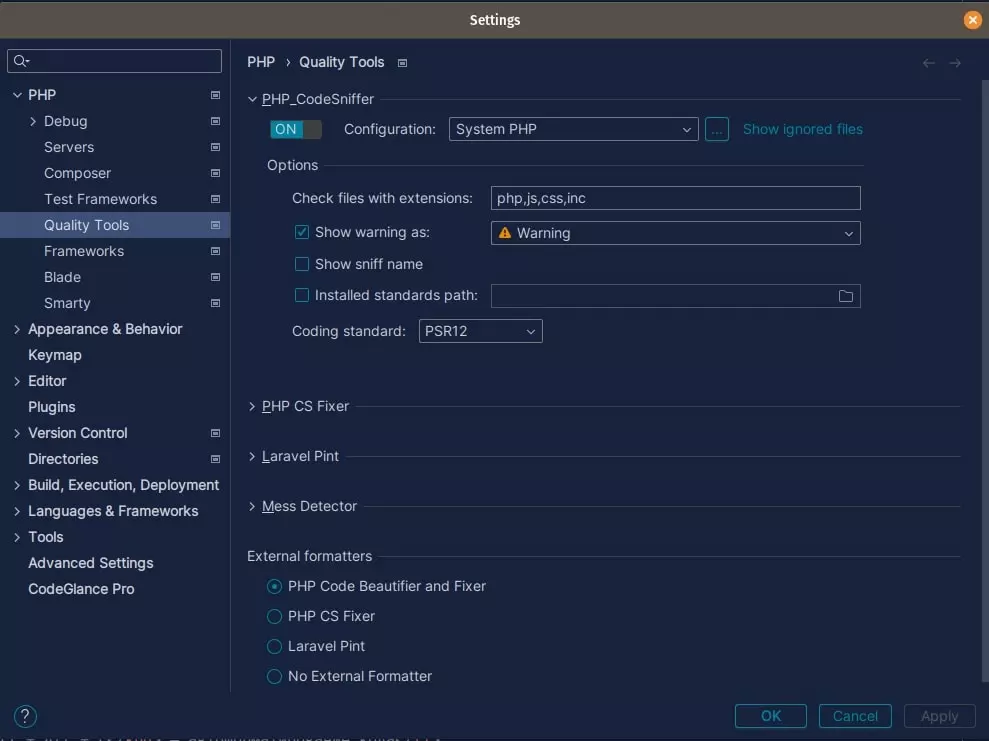 Settings
PHP
Debug
Servers
Composer
Test Frameworks
Quality Tools
Frameworks
Blade
Smarty
Appearance & Behavior
Keymap
Editor
Plugins
Version Control
Directories
Build, Execution, Deployment
Languages & Frameworks
Tools
Advanced Settings
CodeGlance Pro
?
PHP › Quality Tools
PHP_CodeSniffer
ON Configuration: System PHP ... Show ignored files
Options
Check files with extensions: php,js,css,inc
Show warning as: Warning
Show sniff name
Installed standards path:
Coding standard: PSR12
PHP CS Fixer
Laravel Pint
Mess Detector
External formatters
PHP Code Beautifier and Fixer
PHP CS Fixer
Laravel Pint
No External Formatter
OK Cancel Apply